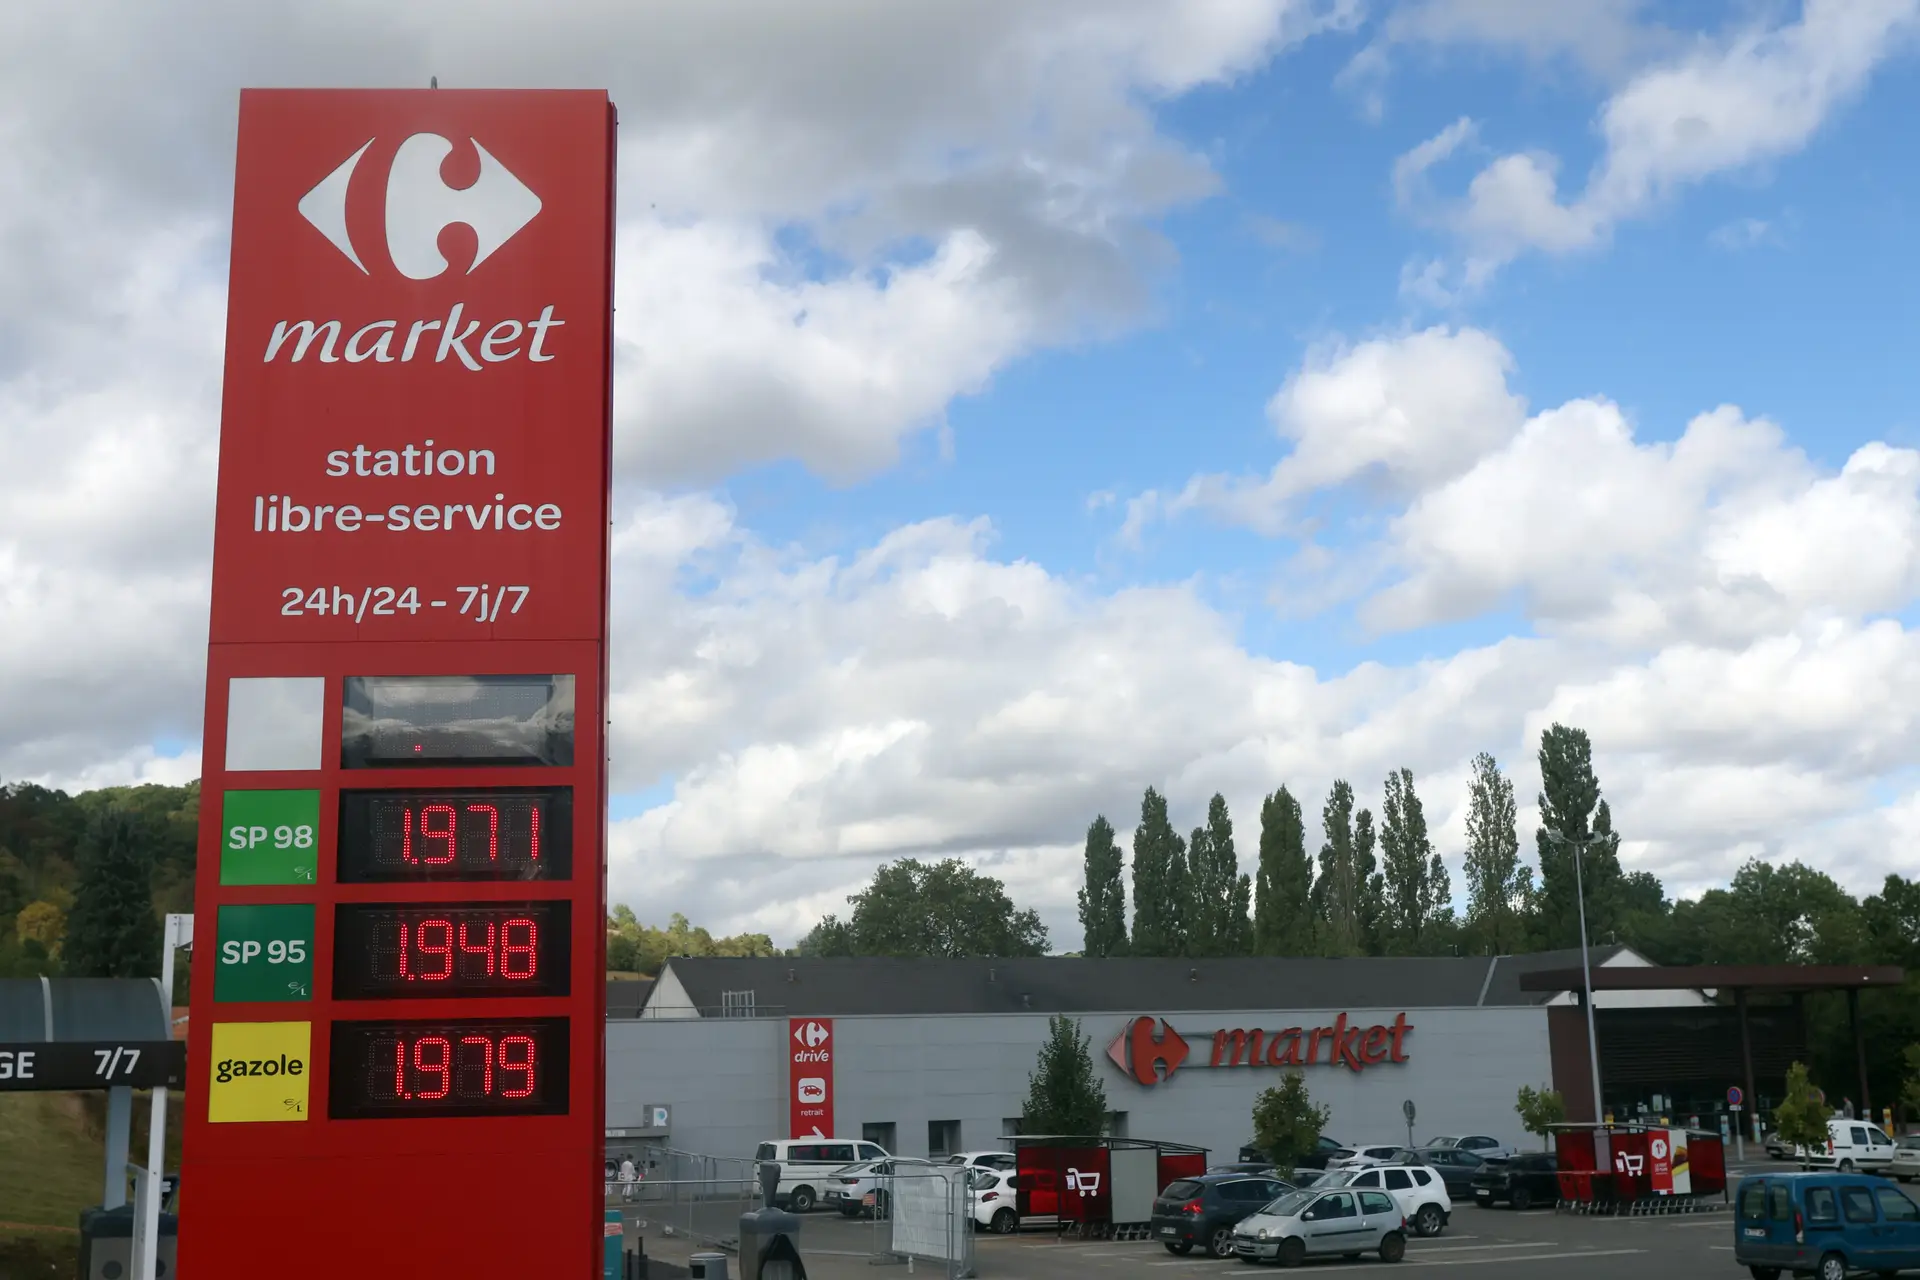 market
station
libre-service
24h/24 - 7j/7
SP 98
€/L
1.971
SP 95
€/L
1.948
gazole
€/L
1.979
GE 7/7
drive
retrait
market